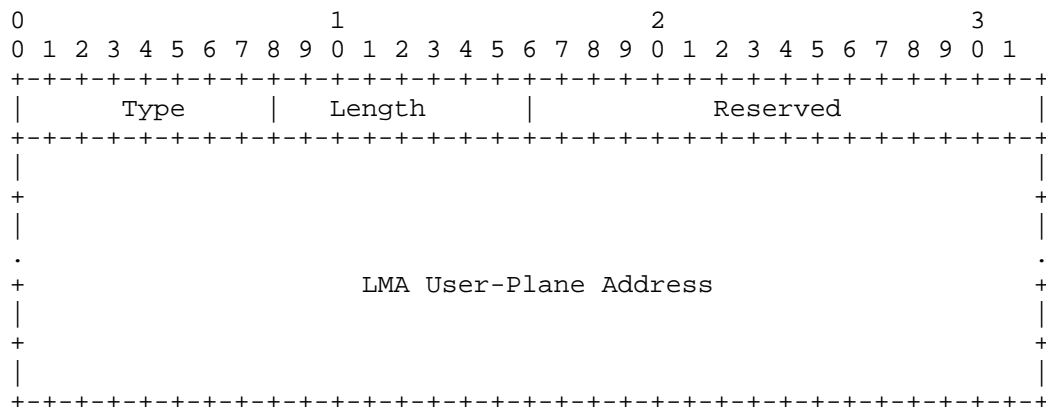 0                   1                   2                   3
0 1 2 3 4 5 6 7 8 9 0 1 2 3 4 5 6 7 8 9 0 1 2 3 4 5 6 7 8 9 0 1
+-+-+-+-+-+-+-+-+-+-+-+-+-+-+-+-+-+-+-+-+-+-+-+-+-+-+-+-+-+-+-+-+
|      Type     |   Length      |           Reserved            |
+-+-+-+-+-+-+-+-+-+-+-+-+-+-+-+-+-+-+-+-+-+-+-+-+-+-+-+-+-+-+-+-+
|                                                               |
+                                                               +
|                                                               |
.                                                               .
+                     LMA User-Plane Address                    +
|                                                               |
+                                                               +
|                                                               |
+-+-+-+-+-+-+-+-+-+-+-+-+-+-+-+-+-+-+-+-+-+-+-+-+-+-+-+-+-+-+-+-+